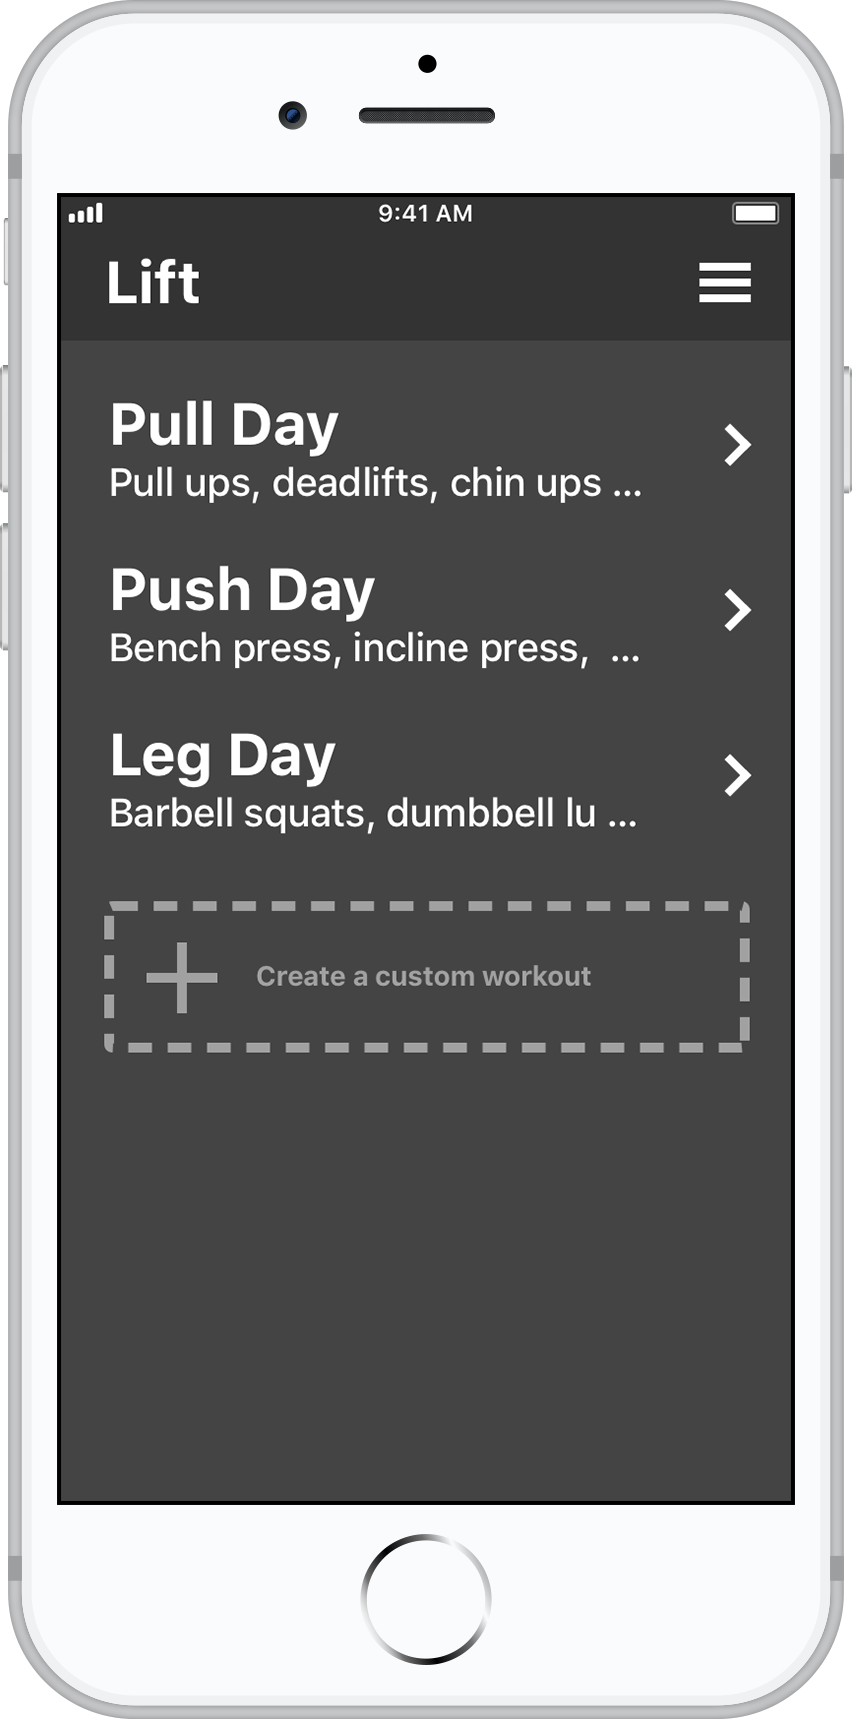 9:41 AM
Lift
Pull Day
Pull ups, deadlifts, chin ups ...
Push Day
Bench press, incline press,  ...
Leg Day
Barbell squats, dumbbell lu ...
Create a custom workout